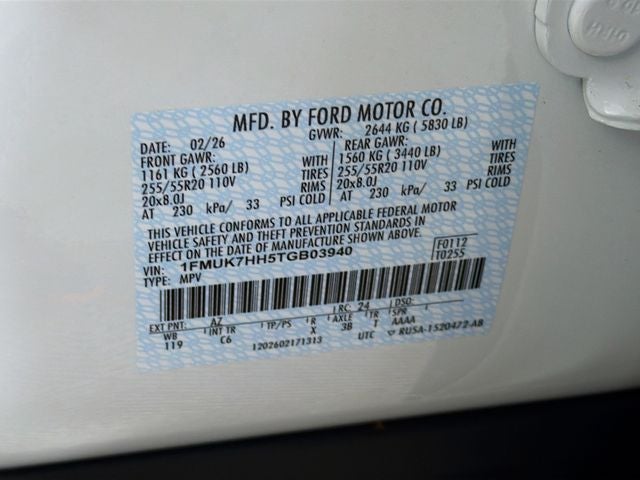 MFD. BY FORD MOTOR CO.
DATE: 02/26 GVWR: 2644 KG ( 5830 LB)
FRONT GAWR: WITH REAR GAWR: WITH
1161 KG ( 2560 LB) TIRES 1560 KG ( 3440 LB) TIRES
255/55R20 110V RIMS 255/55R20 110V RIMS
20x8.0J PSI COLD 20x8.0J PSI COLD
AT 230 kPa/ 33 AT 230 kPa/ 33
THIS VEHICLE CONFORMS TO ALL APPLICABLE FEDERAL MOTOR
VEHICLE SAFETY AND THEFT PREVENTION STANDARDS IN
EFFECT ON THE DATE OF MANUFACTURE SHOWN ABOVE.
VIN: 1FMUK7HH5TGB03940 F0112
TYPE: MPV T0255
EXT PNT: AZ RC: 24 DSO:
WB INT TR TP/PS R AXLE TR SPR
119 C6 X 3B T AAAA
1202602171313 UTC RU5A-1520472-AB